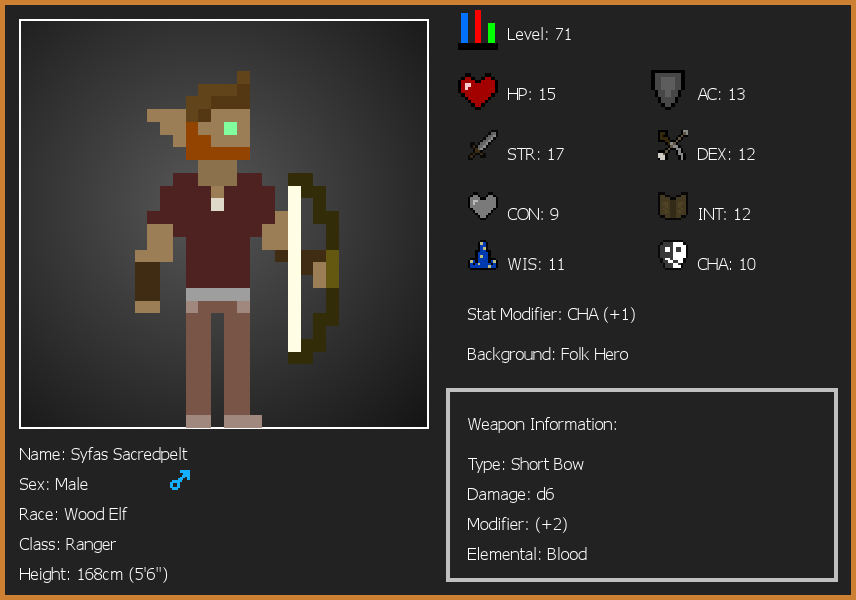 Level: 71
HP: 15
AC: 13
STR: 17
DEX: 12
CON: 9
INT: 12
WIS: 11
CHA: 10
Stat Modifier: CHA (+1)
Background: Folk Hero
Weapon Information:
Type: Short Bow
Damage: d6
Modifier: (+2)
Elemental: Blood
Name: Syfas Sacredpelt
Sex: Male
Race: Wood Elf
Class: Ranger
Height: 168cm (5'6")